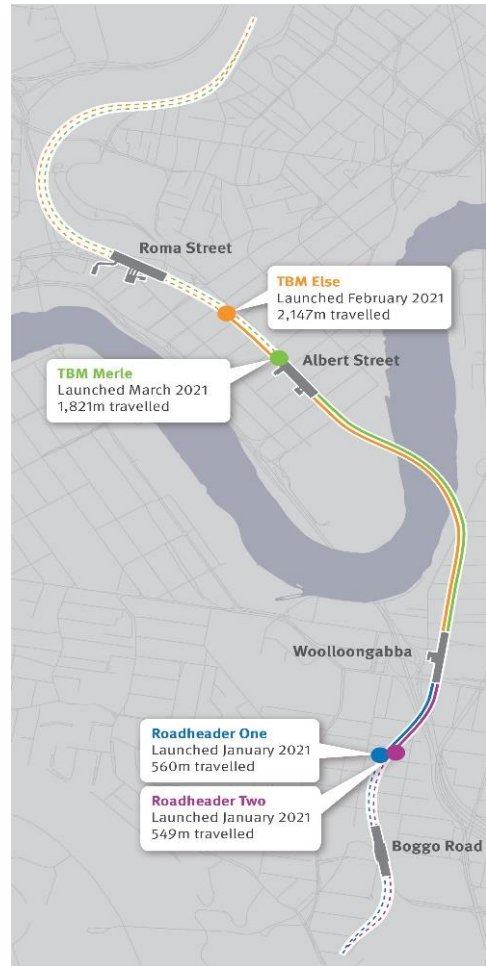 Roma Street
TBM Else
Launched February 2021
2,147m travelled
Albert Street
TBM Merle
Launched March 2021
1,821m travelled
Woolloongabba
Roadheader One
Launched January 2021
560m travelled
Roadheader Two
Launched January 2021
549m travelled
Boggo Road